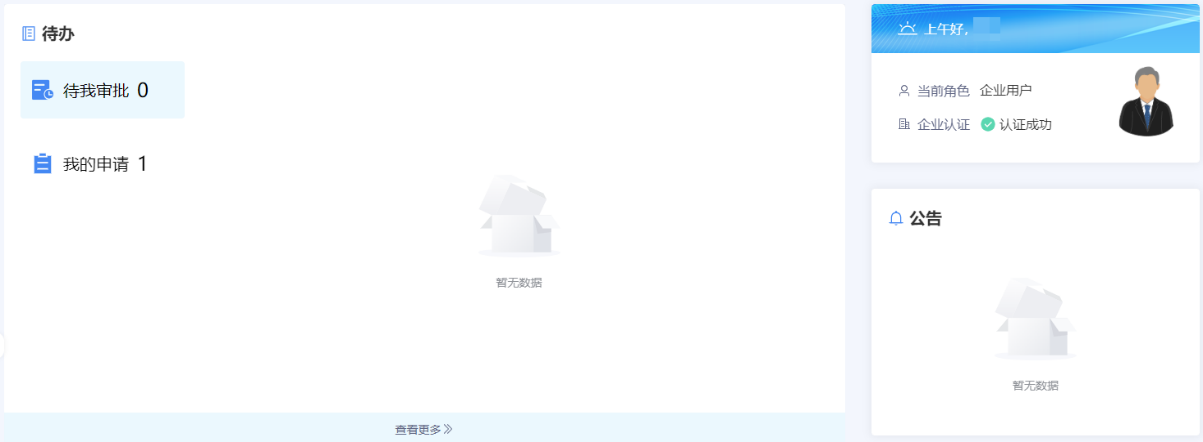 待办
待我审批 0
我的申请 1
暂无数据
查看更多
上午好,
当前角色 企业用户
企业认证 认证成功
公告
暂无数据